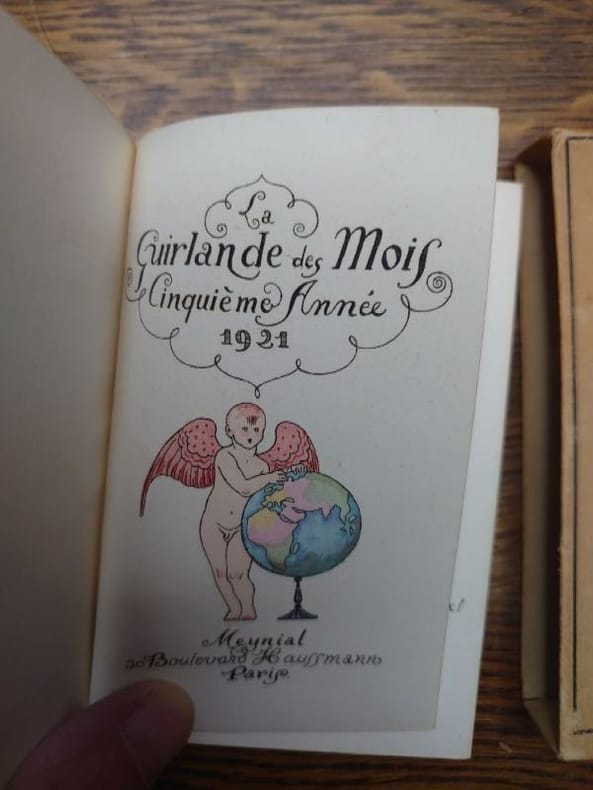 La
Guirlande des Mois
Cinquième Année
1921
Meynial
30 Boulevard Haussmann
Paris.